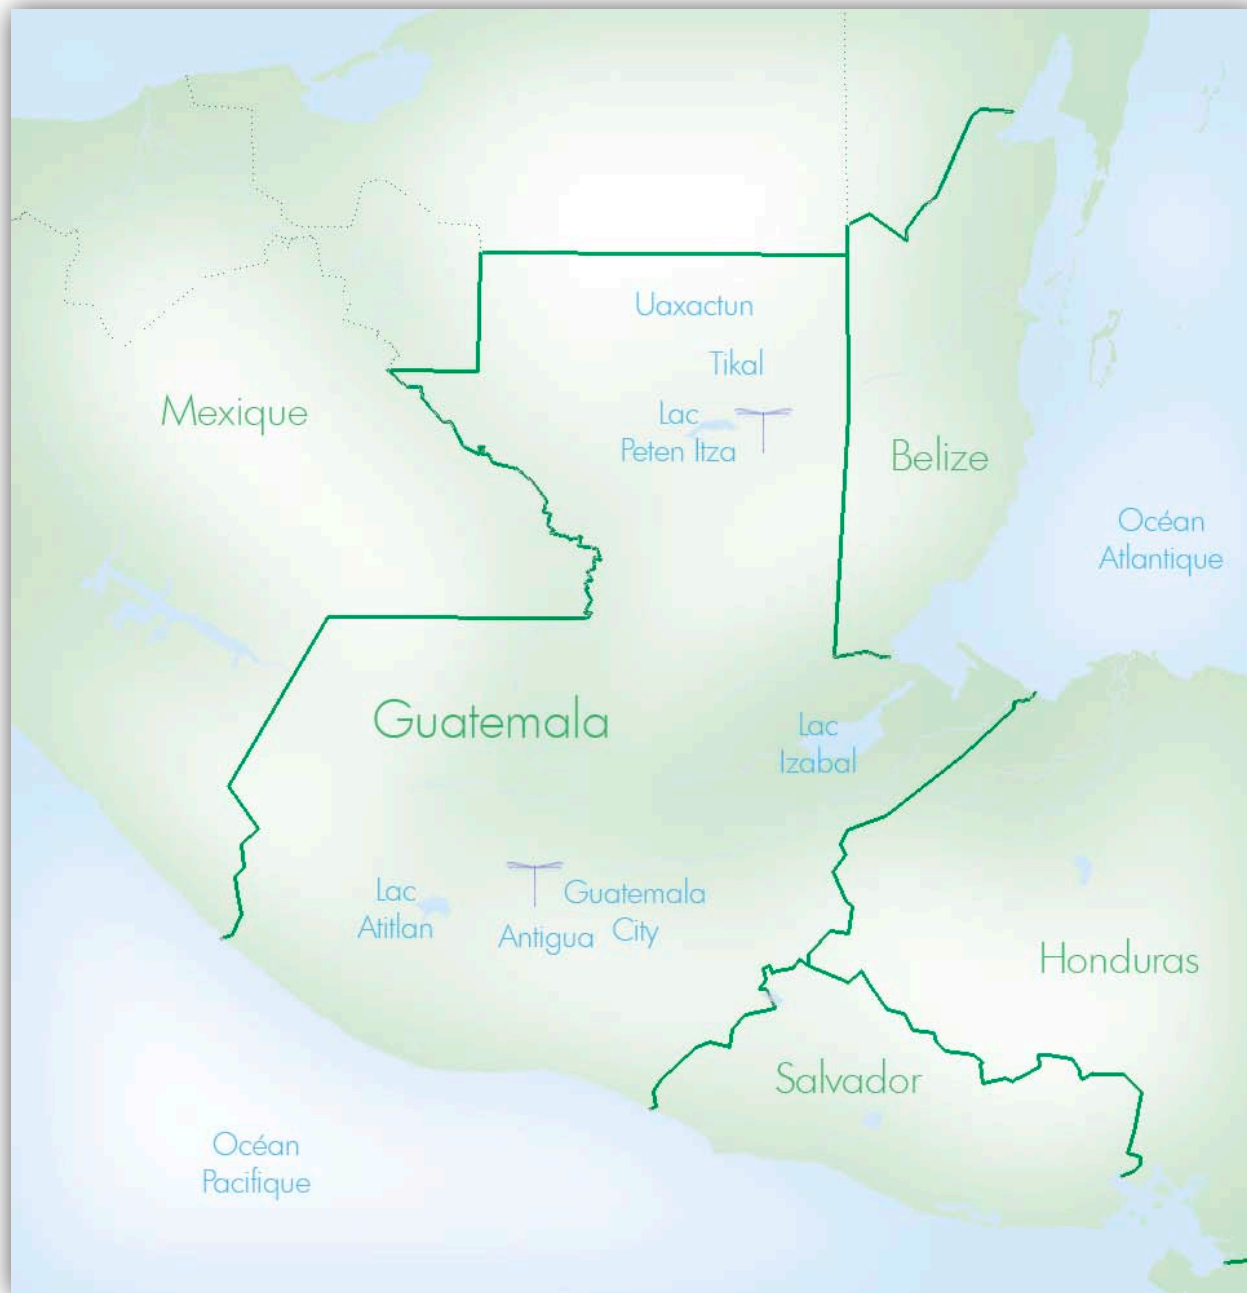 Uaxactun
Tikal
Mexique
Lac
Peten Itza
Belize
Océan
Atlantique
Guatemala
Lac
Izabal
Lac
Atitlan
Antigua
Guatemala
City
Honduras
Salvador
Océan
Pacifique